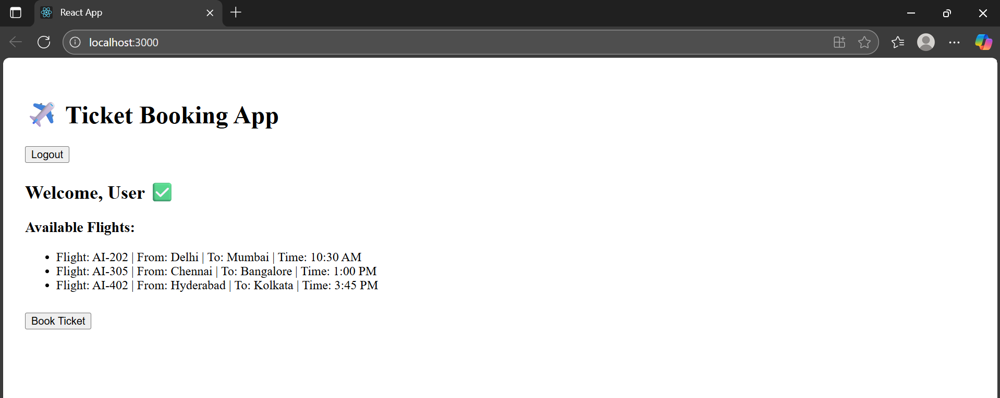 React App
localhost:3000
✈️ Ticket Booking App
Logout
Welcome, User ✅
Available Flights:
• Flight: AI-202 | From: Delhi | To: Mumbai | Time: 10:30 AM
• Flight: AI-305 | From: Chennai | To: Bangalore | Time: 1:00 PM
• Flight: AI-402 | From: Hyderabad | To: Kolkata | Time: 3:45 PM
Book Ticket